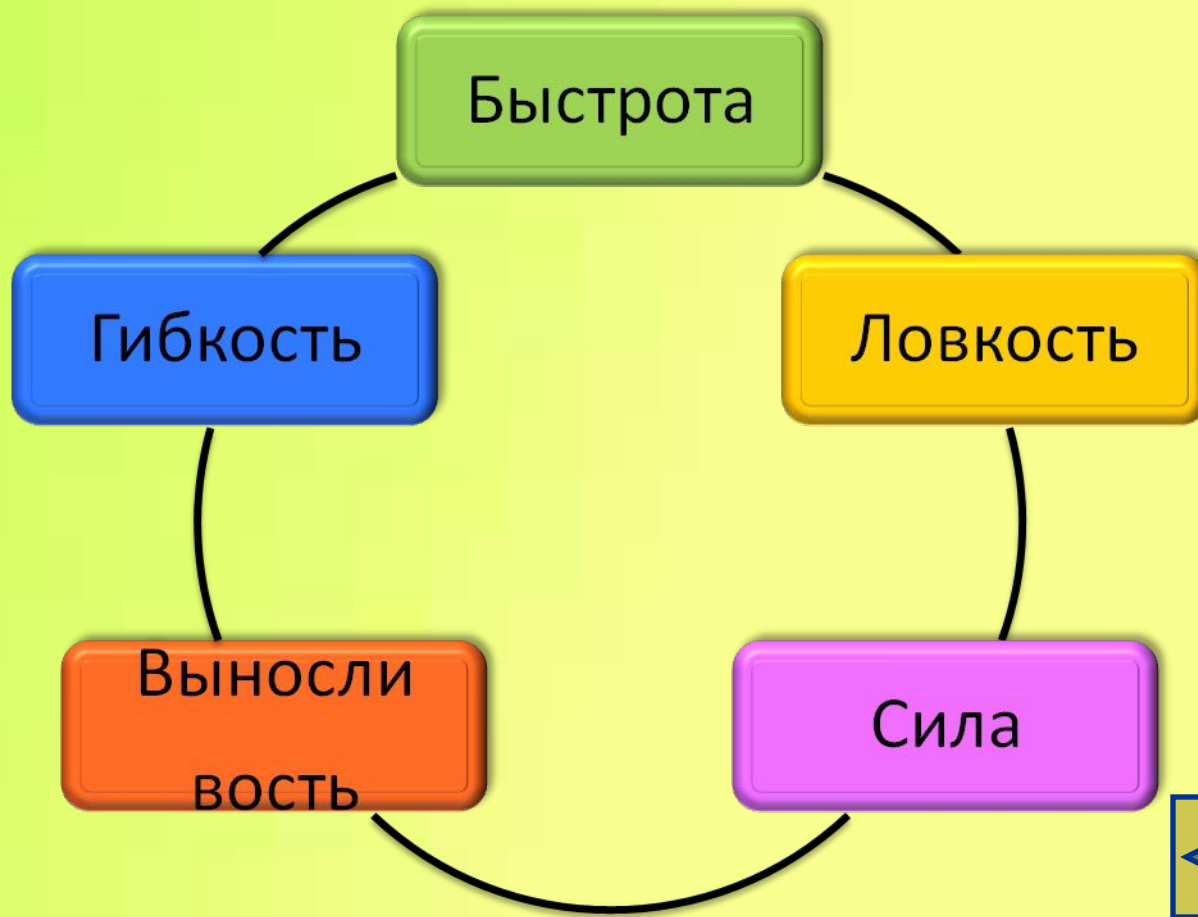 Быстрота
Гибкость
Ловкость
Выносли
вость
Сила